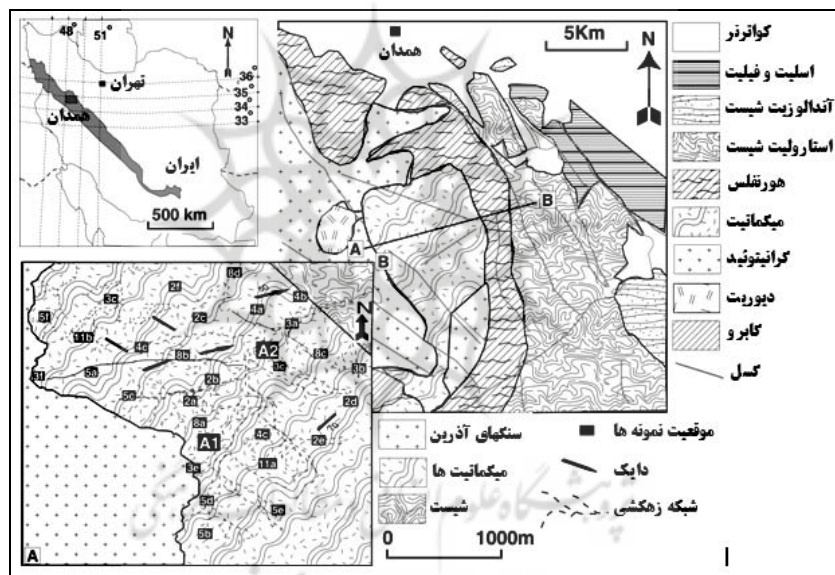 48°
51°
N
36°
35°
34°
33°
تهران
همدان
ایران
500 km
همدان
5Km
N
A
B
B
کواترنر
اسلیت و فیلیت
آندالوزیت شیست
استارولیت شیست
هورنفلس
میگماتیت
گرانیتوئید
دیوریت
گابرو
گسل
8d
2f
3c
4b
5f
2c
4a
3a
11b
4c
8b
A2
8c
3f
5a
3c
3b
2b
5c
2a
2d
8a
4c
2e
A1
3e
11a
5d
5e
5b
N
A
سنگهای آذرین
میگماتیت ها
شیست
موقعیت نمونه ها
دایک
شبکه زهکشی
0
1000m
پژوهشگاه علوم